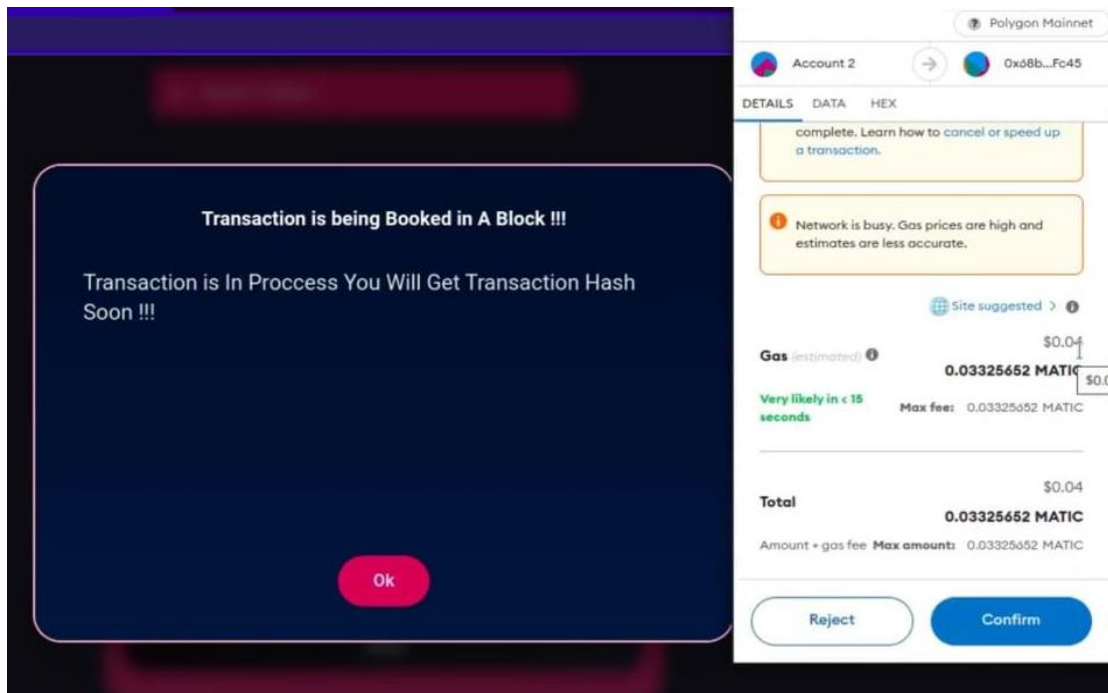 Transaction is being Booked in A Block !!!
Transaction is In Proccess You Will Get Transaction Hash
Soon !!!
Ok
Polygon Mainnet
Account 2
0x68b...Fc45
DETAILS DATA HEX
complete. Learn how to cancel or speed up
a transaction.
Network is busy. Gas prices are high and
estimates are less accurate.
Site suggested >
$0.04
Gas (estimated)
0.03325652 MATIC
$0.0
Very likely in < 15
seconds
Max fee: 0.03325652 MATIC
$0.04
Total
0.03325652 MATIC
Amount + gas fee Max amount: 0.03325652 MATIC
Reject
Confirm